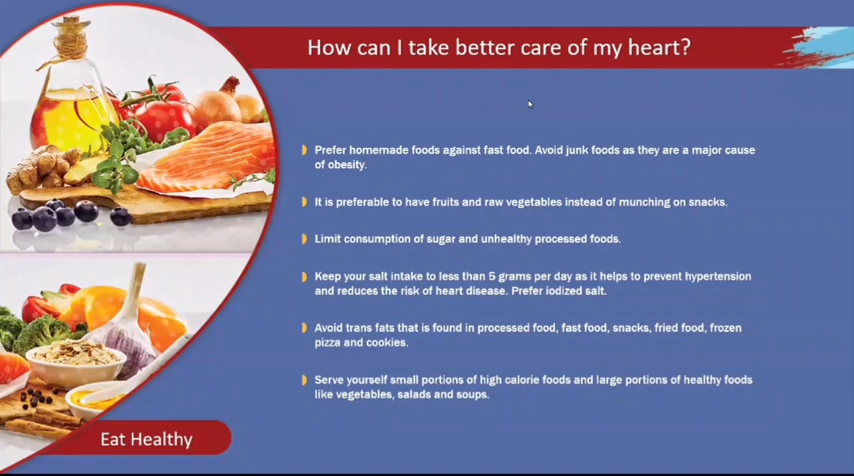 How can I take better care of my heart?
Prefer homemade foods against fast food. Avoid junk foods as they are a major cause
of obesity.
It is preferable to have fruits and raw vegetables instead of munching on snacks.
Limit consumption of sugar and unhealthy processed foods.
Keep your salt intake to less than 5 grams per day as it helps to prevent hypertension
and reduces the risk of heart disease. Prefer iodized salt.
Avoid trans fats that is found in processed food, fast food, snacks, fried food, frozen
pizza and cookies.
Serve yourself small portions of high calorie foods and large portions of healthy foods
like vegetables, salads and soups.
Eat Healthy